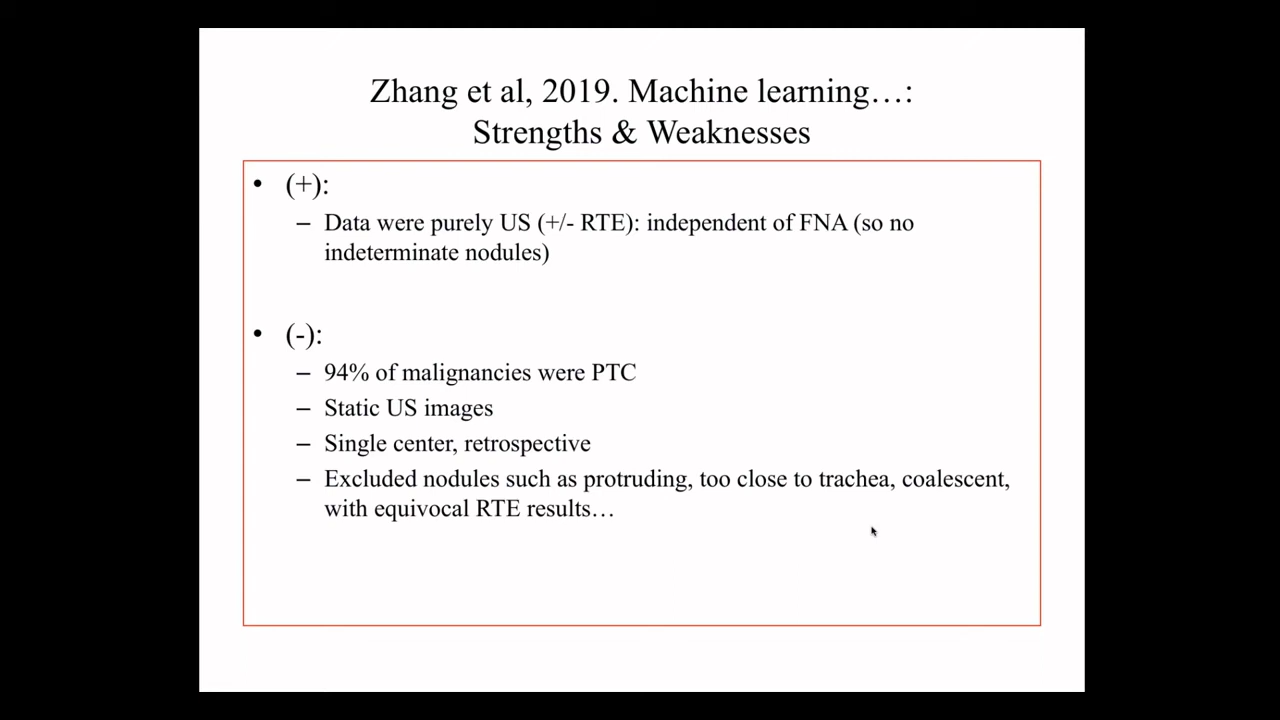 Zhang et al, 2019. Machine learning…:
Strengths & Weaknesses
• (+):
– Data were purely US (+/- RTE): independent of FNA (so no
indeterminate nodules)
• (-):
– 94% of malignancies were PTC
– Static US images
– Single center, retrospective
– Excluded nodules such as protruding, too close to trachea, coalescent,
with equivocal RTE results…